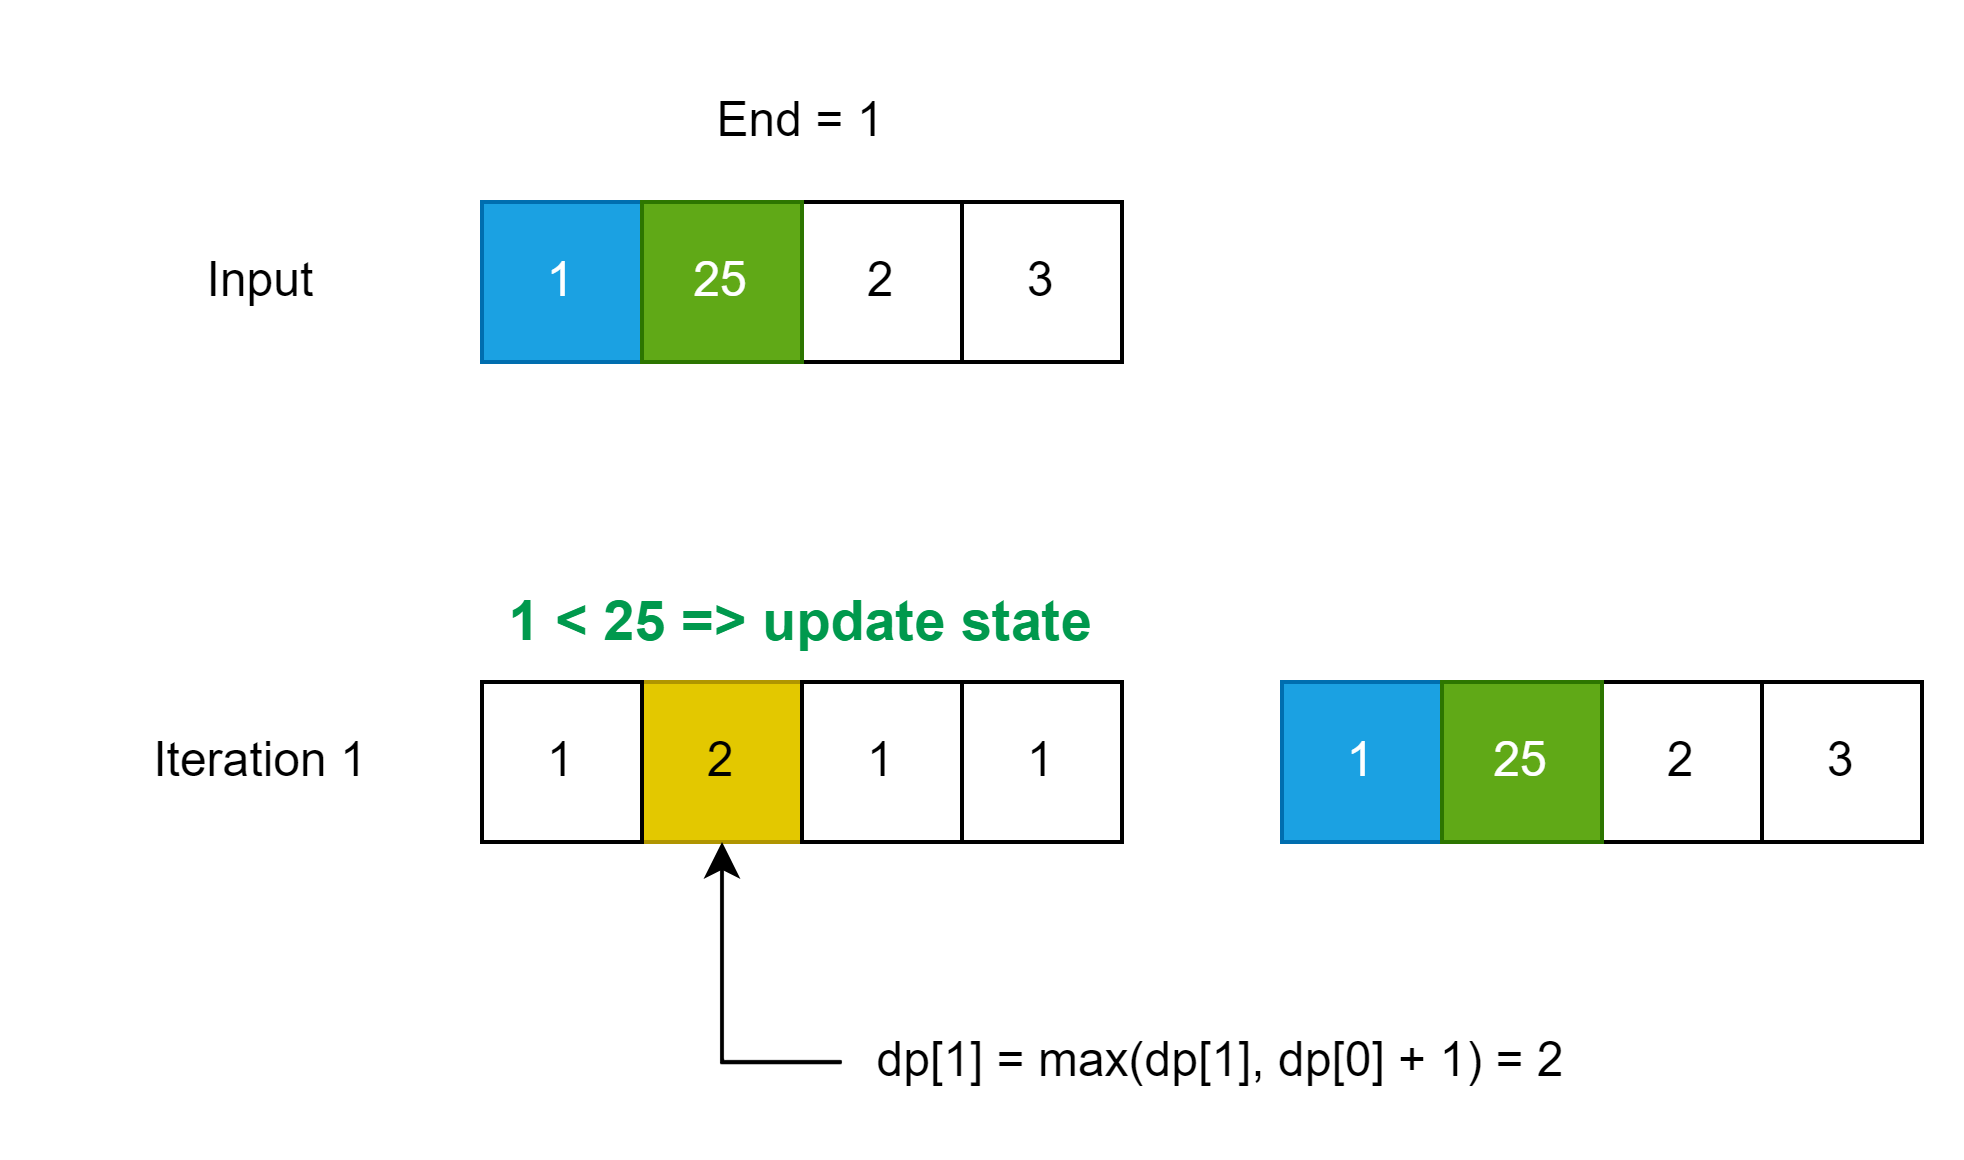 End = 1
Input
1 25 2 3
1 < 25 => update state
Iteration 1
1 2 1 1
1 25 2 3
dp[1] = max(dp[1], dp[0] + 1) = 2